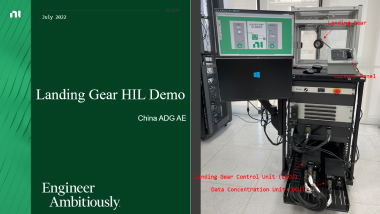 July 2022
Landing Gear HIL Demo
China ADG AE
Engineer
Ambitiously.
Landing Gear
Panel
Landing Gear Control Unit
Data Concentration Unit